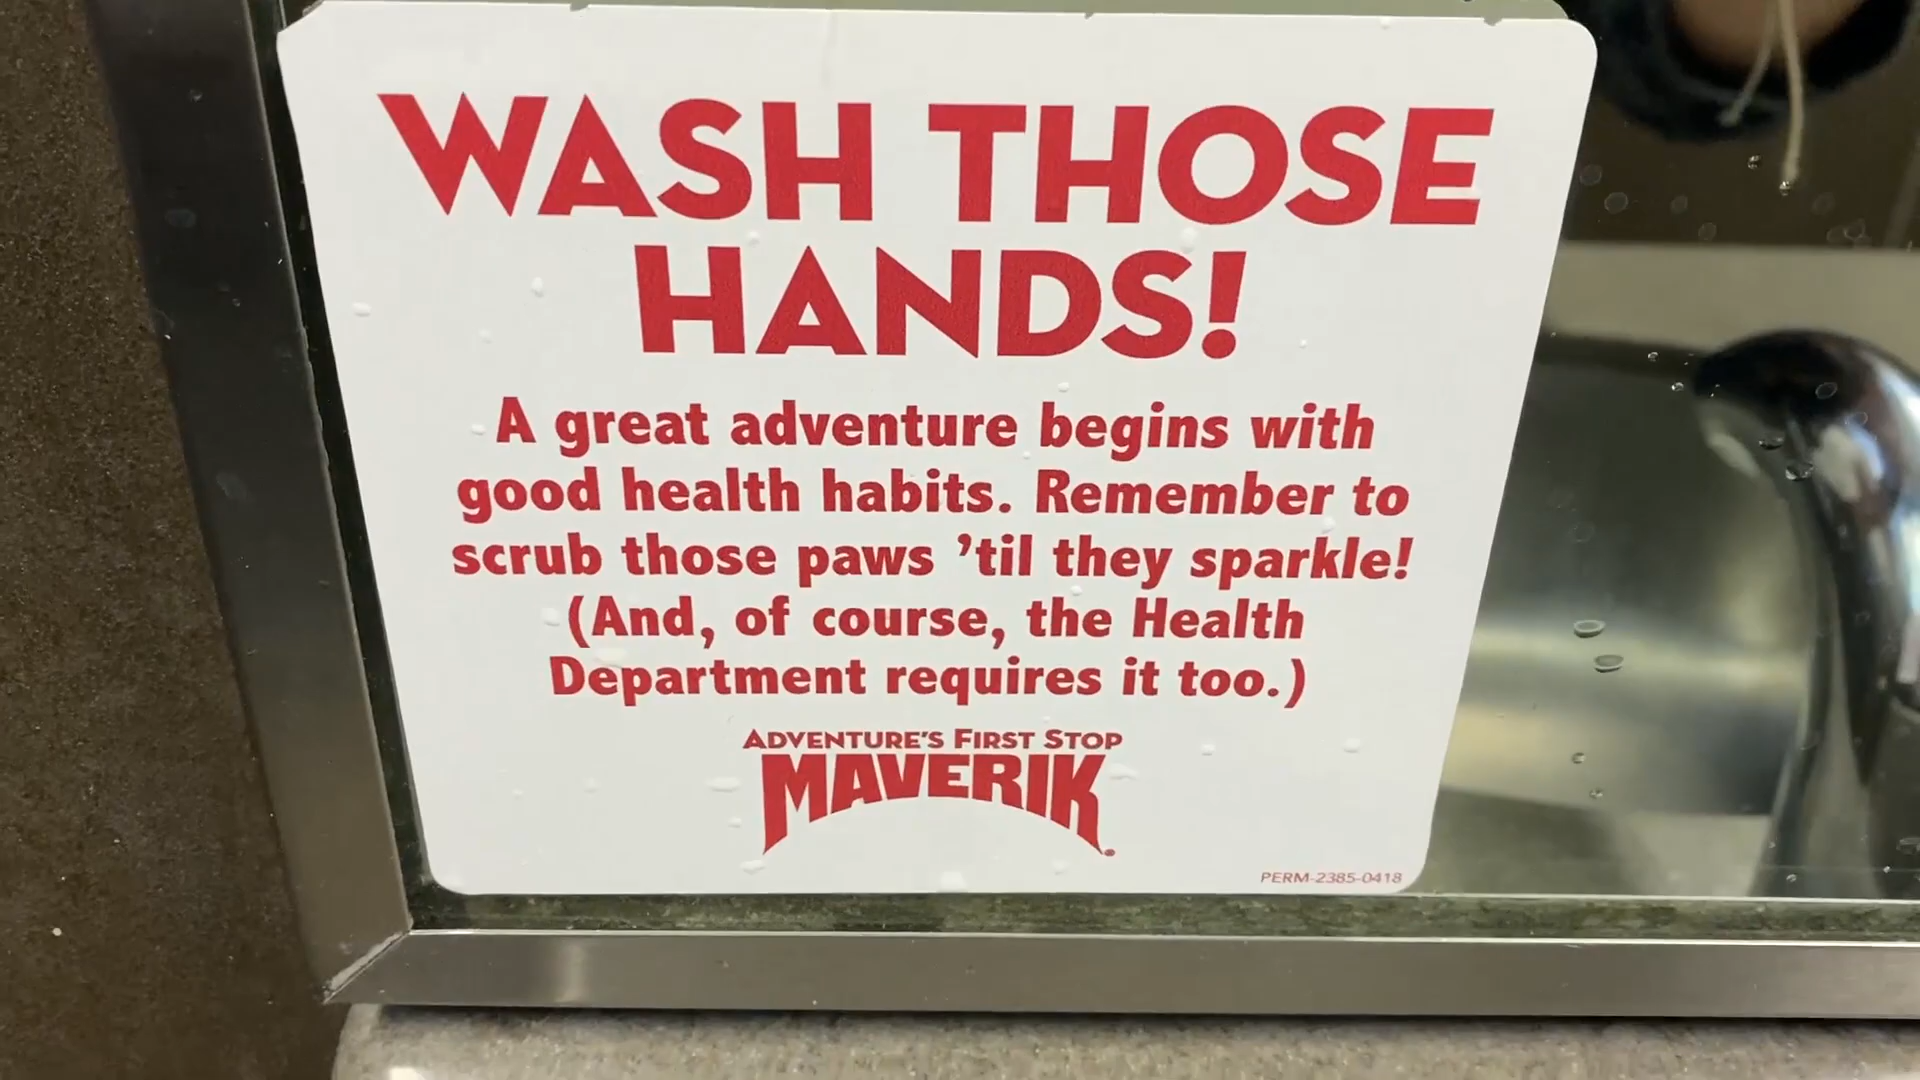 WASH THOSE
HANDS!
A great adventure begins with
good health habits. Remember to
scrub those paws ’til they sparkle!
(And, of course, the Health
Department requires it too.)
ADVENTURE'S FIRST STOP
MAVERIK
PERM-2385-0418